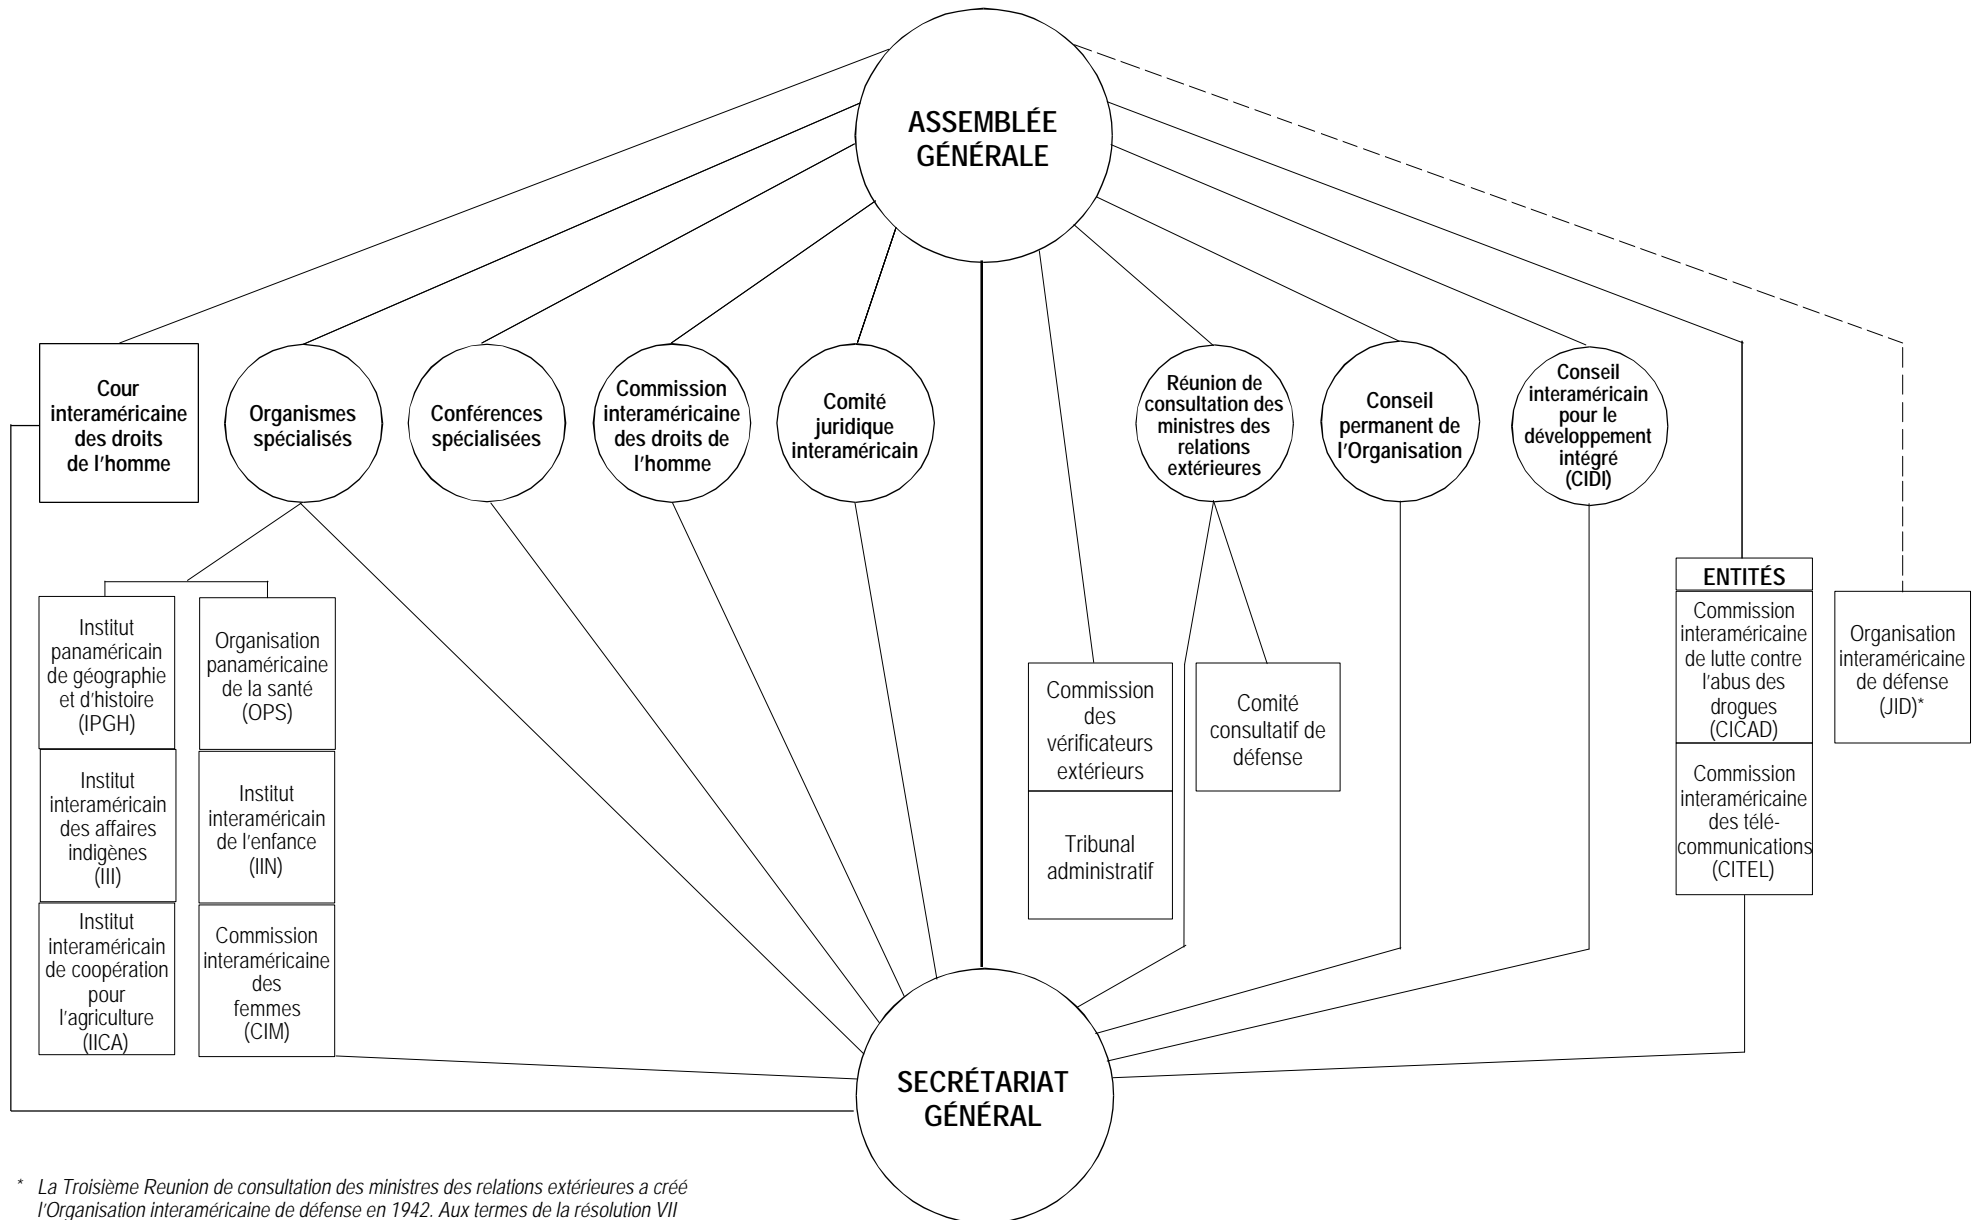 ASSEMBLÉE
GÉNÉRALE
Cour
interaméricaine
des droits
de l'homme
Organismes
spécialisés
Conférences
spécialisées
Commission
interaméricaine
des droits de
l'homme
Comité
juridique
interaméricain
Réunion de
consultation des
ministres des
relations
extérieures
Conseil
permanent de
l'Organisation
Conseil
interaméricain
pour le
développement
intégré
(CIDI)
Institut
panaméricain
de géographie
et d'histoire
(IPGH)
Organisation
panaméricaine
de la santé
(OPS)
Institut
interaméricain
des affaires
indigènes
(III)
Institut
interaméricain
de l'enfance
(IIN)
Institut
interaméricain
de coopération
pour
l'agriculture
(IICA)
Commission
interaméricaine
des
femmes
(CIM)
Commission
des
vérificateurs
extérieurs
Tribunal
administratif
Comité
consultatif de
défense
ENTITÉS
Commission
interaméricaine
de lutte contre
l'abus des
drogues
(CICAD)
Commission
interaméricaine
des télé-
communications
(CITEL)
Organisation
interaméricaine
de défense
(JID)*
SECRÉTARIAT
GÉNÉRAL
* La Troisième Reunion de consultation des ministres des relations extérieures a créé
l'Organisation interaméricaine de défense en 1942. Aux termes de la résolution VII